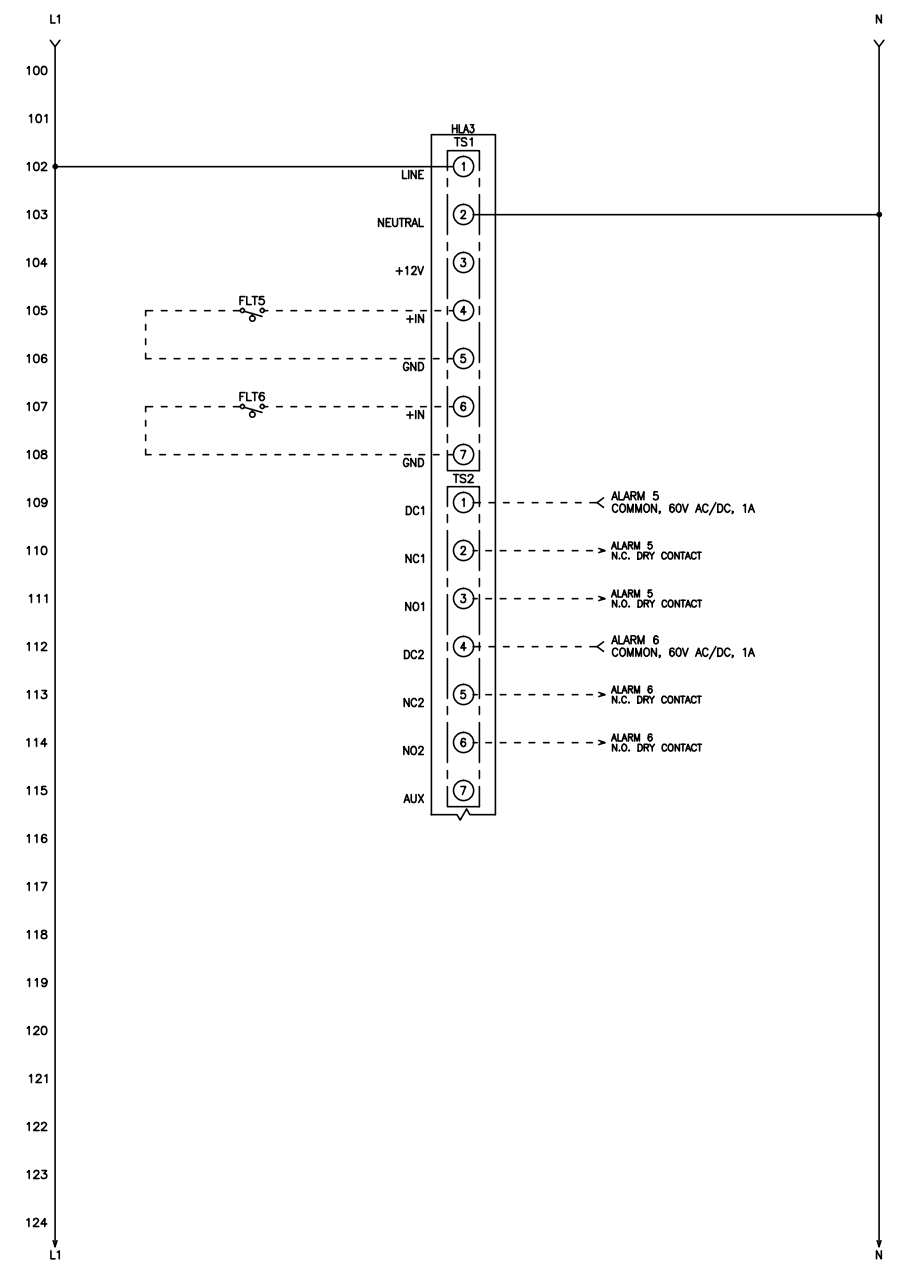 L1 N
100
101
HLA3
TS1
102 LINE 1
103 NEUTRAL 2
104 +12V 3
FLT5
105 +IN 4
106 GND 5
FLT6
107 +IN 6
108 GND 7
TS2
109 DC1 1 ALARM 5
COMMON, 60V AC/DC, 1A
110 NC1 2 ALARM 5
N.C. DRY CONTACT
111 NO1 3 ALARM 5
N.O. DRY CONTACT
112 DC2 4 ALARM 6
COMMON, 60V AC/DC, 1A
113 NC2 5 ALARM 6
N.C. DRY CONTACT
114 NO2 6 ALARM 6
N.O. DRY CONTACT
115 AUX 7
116
117
118
119
120
121
122
123
124
L1 N